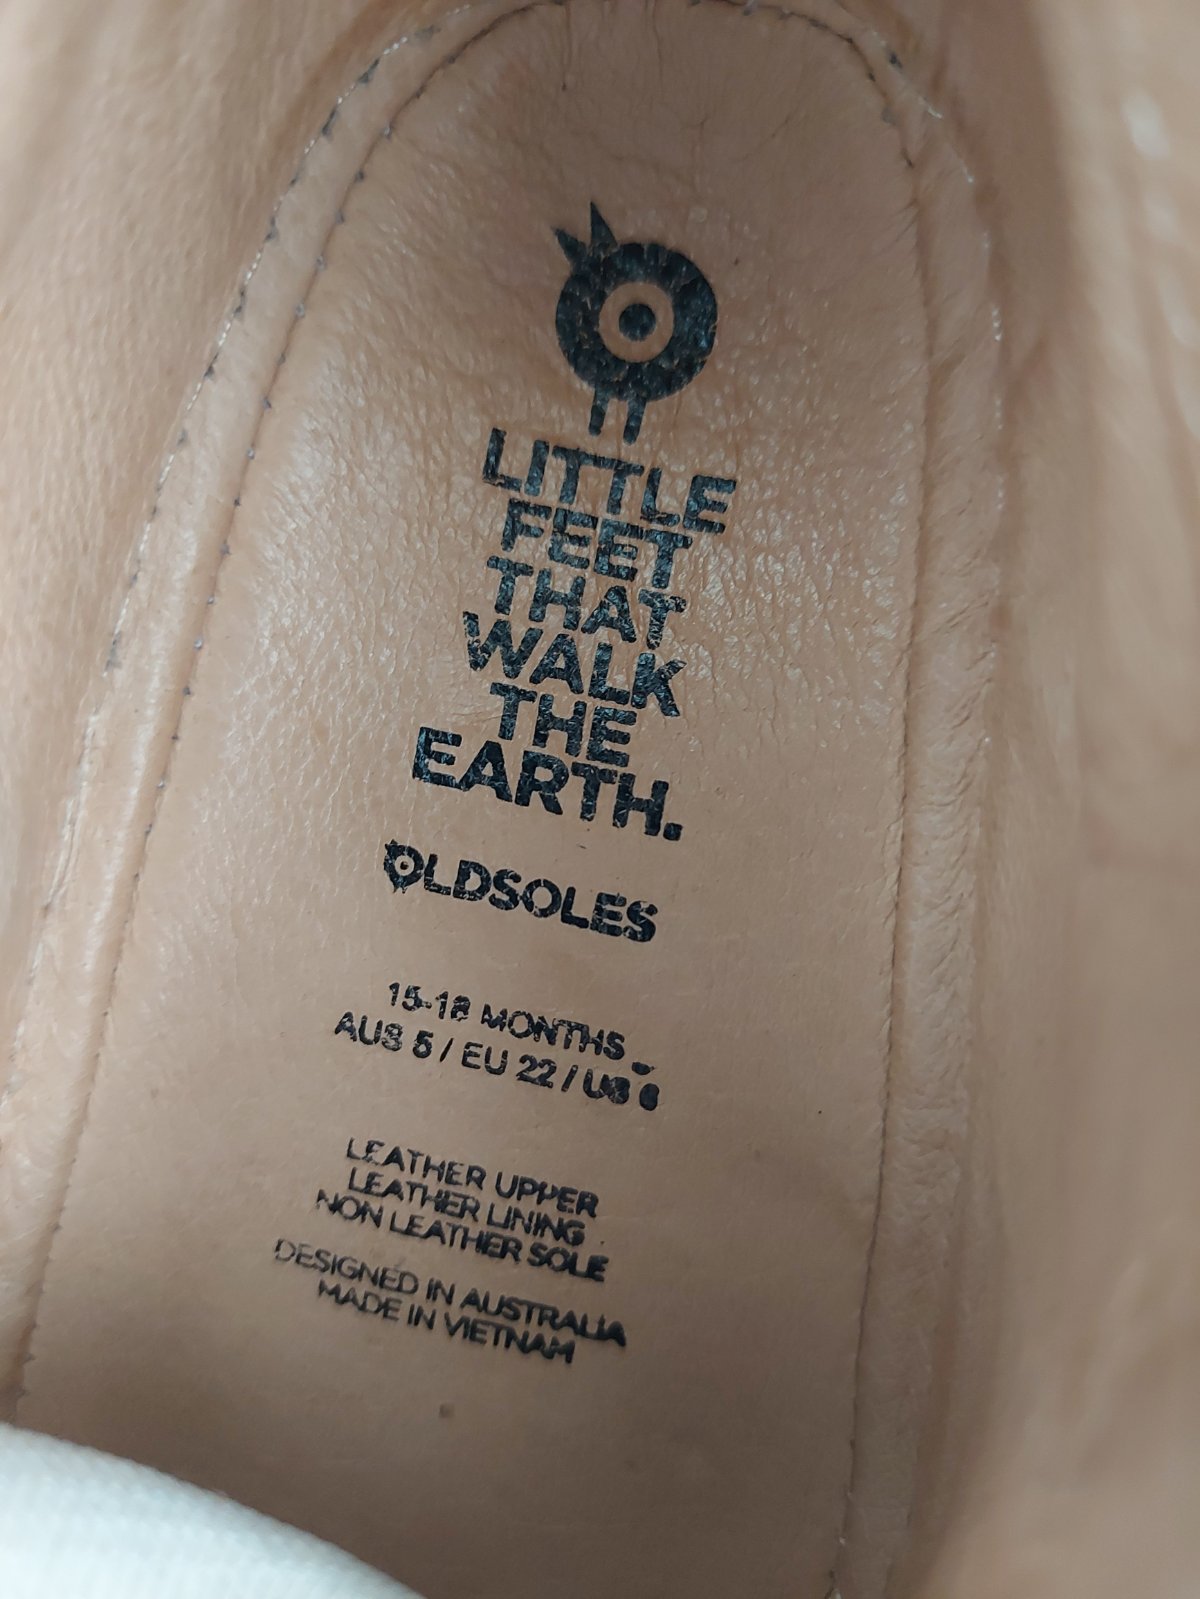 LITTLE
FEET
THAT
WALK
THE
EARTH.
OLDSOLES
15-18 MONTHS
AUS 5 / EU 22 / US 6
LEATHER UPPER
LEATHER LINING
NON LEATHER SOLE
DESIGNED IN AUSTRALIA
MADE IN VIETNAM